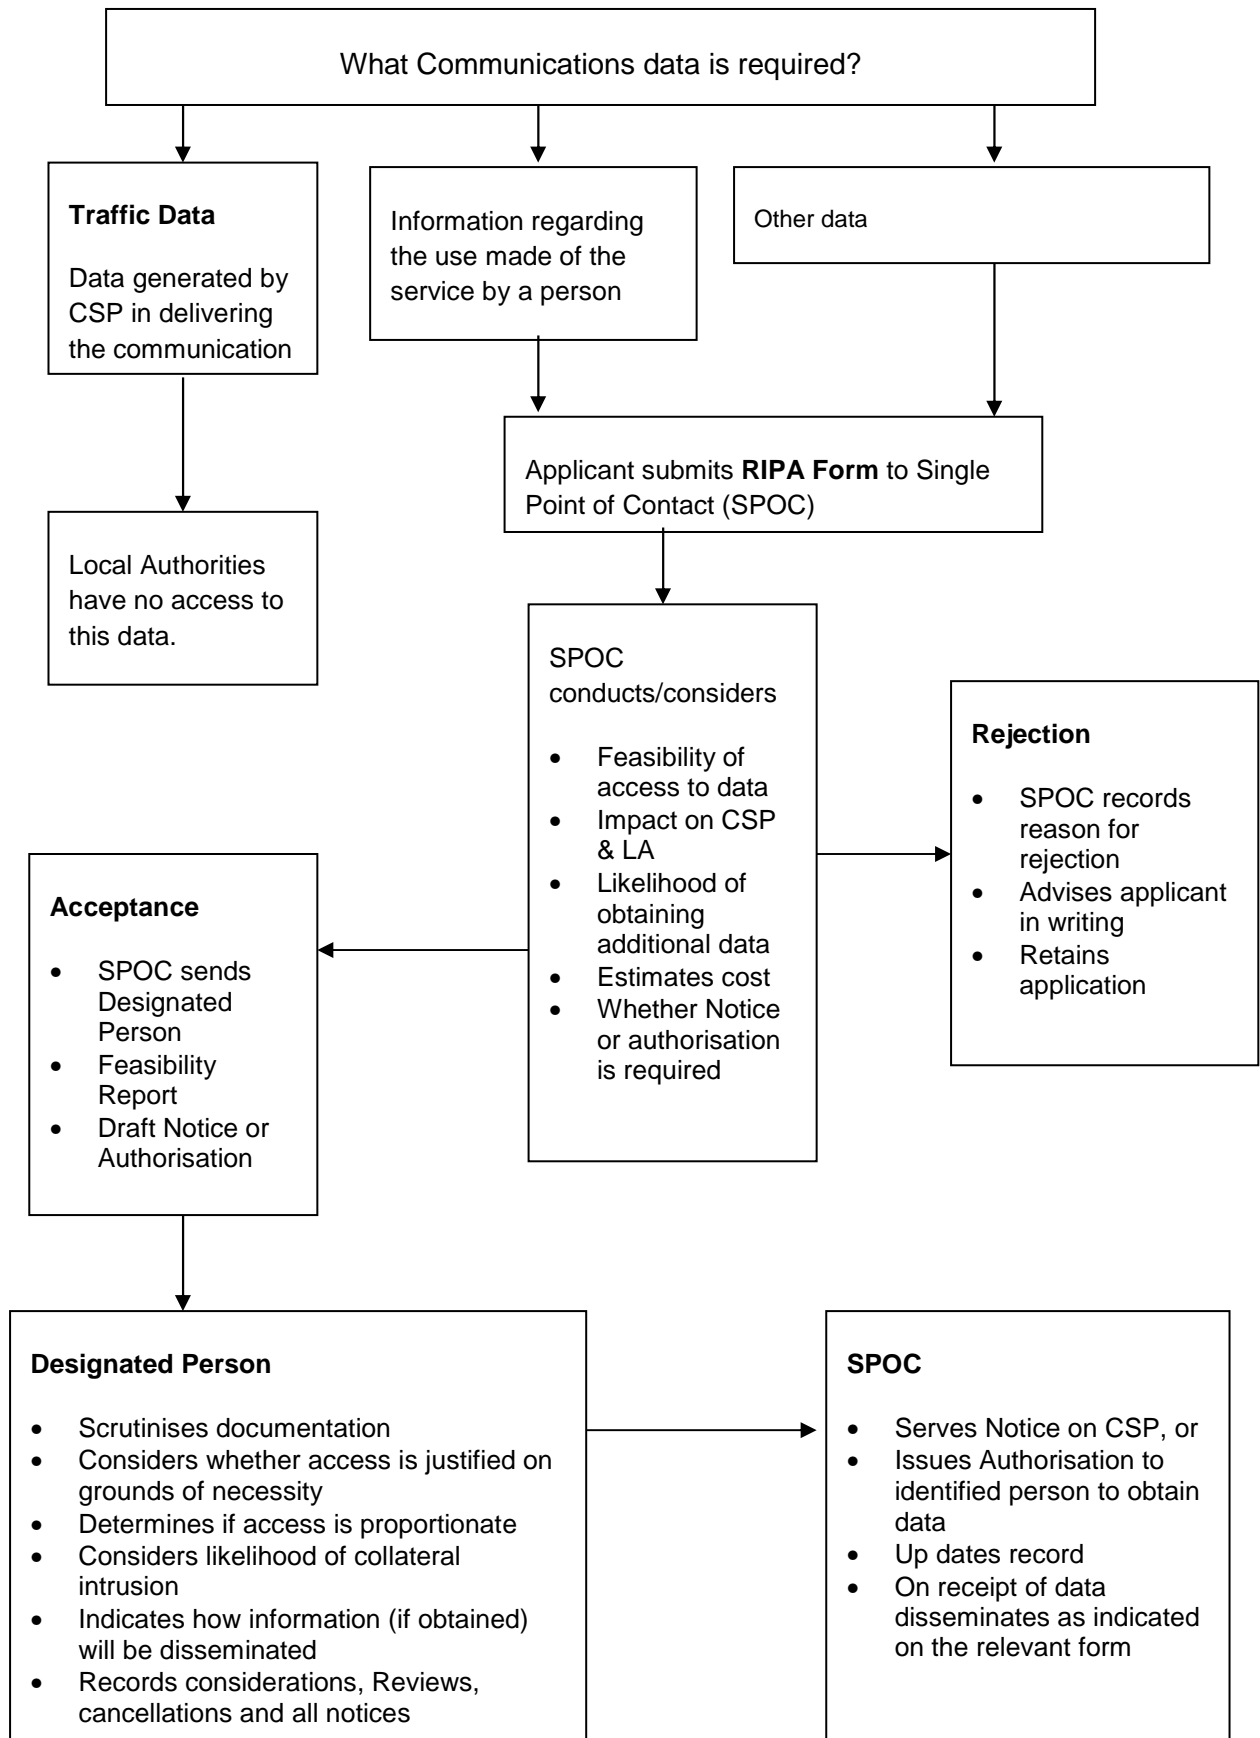 What Communications data is required?
Traffic Data
Data generated by
CSP in delivering
the communication
Information regarding
the use made of the
service by a person
Other data
Applicant submits RIPA Form to Single
Point of Contact (SPOC)
Local Authorities
have no access to
this data.
SPOC
conducts/considers
• Feasibility of
access to data
• Impact on CSP
& LA
• Likelihood of
obtaining
additional data
• Estimates cost
• Whether Notice
or authorisation
is required
Rejection
• SPOC records
reason for
rejection
• Advises applicant
in writing
• Retains
application
Acceptance
• SPOC sends
Designated
Person
• Feasibility
Report
• Draft Notice or
Authorisation
Designated Person
• Scrutinises documentation
• Considers whether access is justified on
grounds of necessity
• Determines if access is proportionate
• Considers likelihood of collateral
intrusion
• Indicates how information (if obtained)
will be disseminated
• Records considerations, Reviews,
cancellations and all notices
SPOC
• Serves Notice on CSP, or
• Issues Authorisation to
identified person to obtain
data
• Up dates record
• On receipt of data
disseminates as indicated
on the relevant form